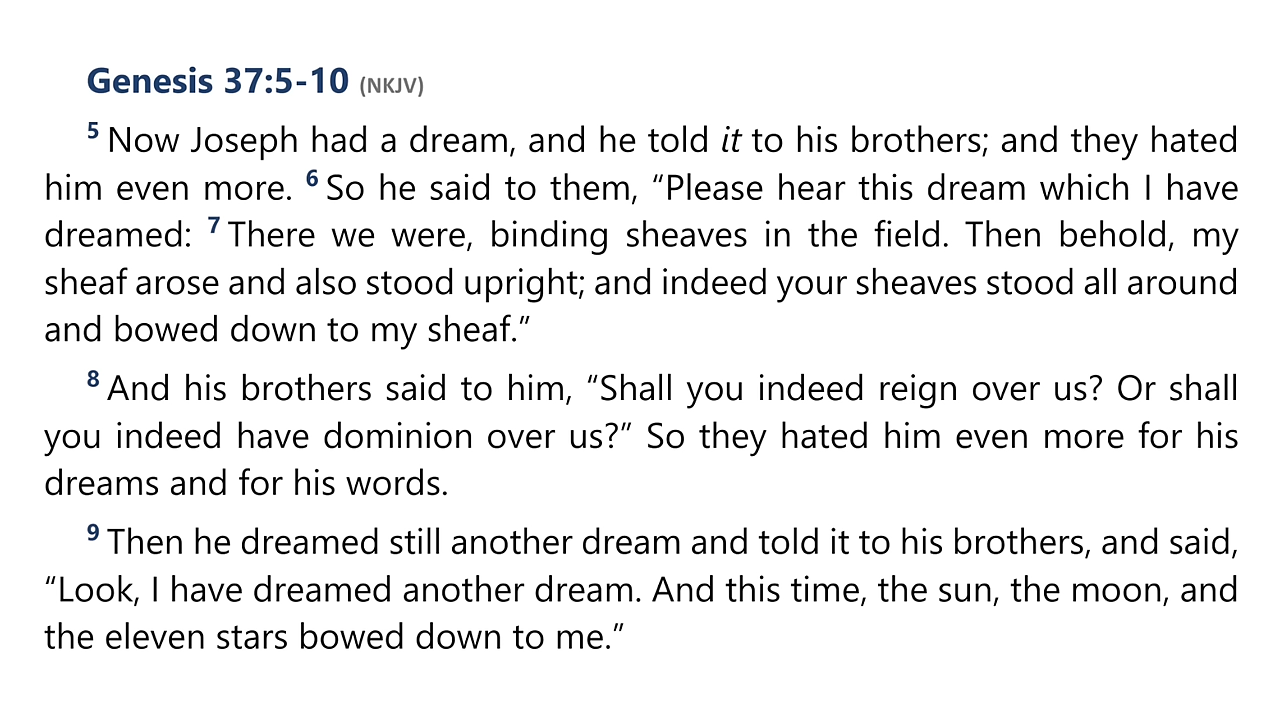 Genesis 37:5-10 (NKJV)
5 Now Joseph had a dream, and he told it to his brothers; and they hated
him even more. 6 So he said to them, “Please hear this dream which I have
dreamed: 7 There we were, binding sheaves in the field. Then behold, my
sheaf arose and also stood upright; and indeed your sheaves stood all around
and bowed down to my sheaf.”
8 And his brothers said to him, “Shall you indeed reign over us? Or shall
you indeed have dominion over us?” So they hated him even more for his
dreams and for his words.
9 Then he dreamed still another dream and told it to his brothers, and said,
“Look, I have dreamed another dream. And this time, the sun, the moon, and
the eleven stars bowed down to me.”